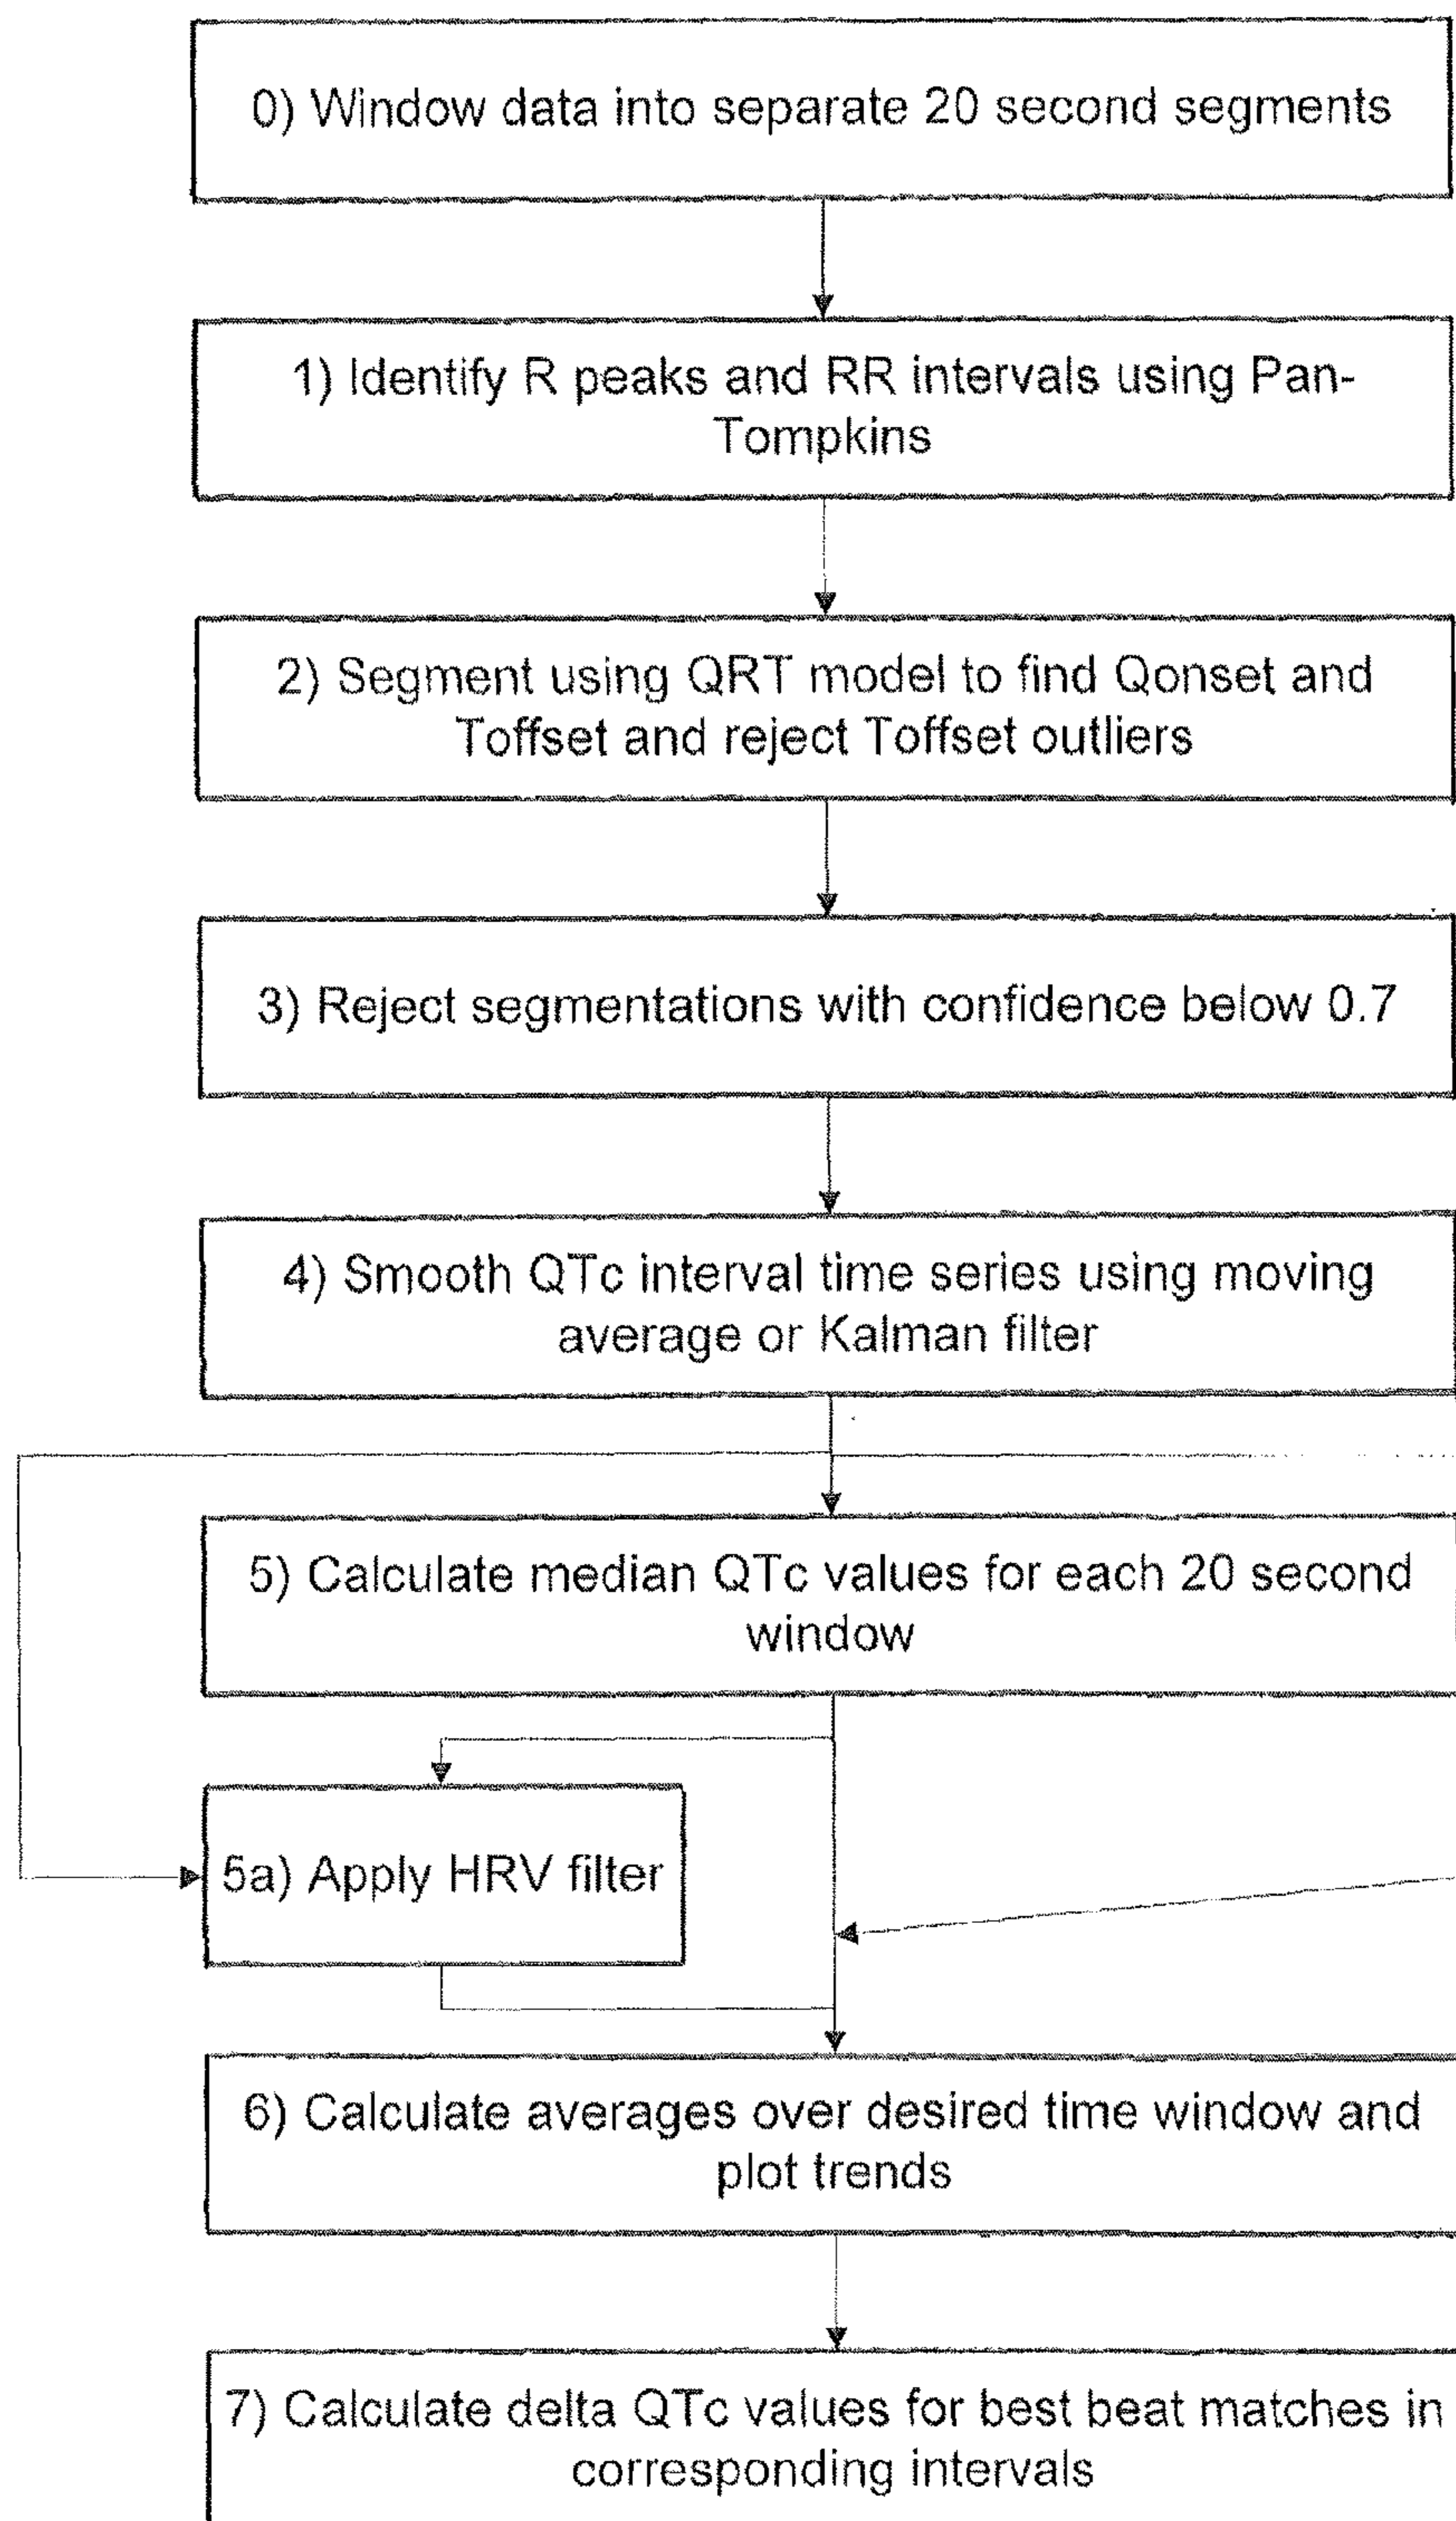 0) Window data into separate 20 second segments
1) Identify R peaks and RR intervals using Pan-
Tompkins
2) Segment using QRT model to find Qonset and
Toffset and reject Toffset outliers
3) Reject segmentations with confidence below 0.7
4) Smooth QTc interval time series using moving
average or Kalman filter
5) Calculate median QTc values for each 20 second
window
5a) Apply HRV filter
6) Calculate averages over desired time window and
plot trends
7) Calculate delta QTc values for best beat matches in
corresponding intervals